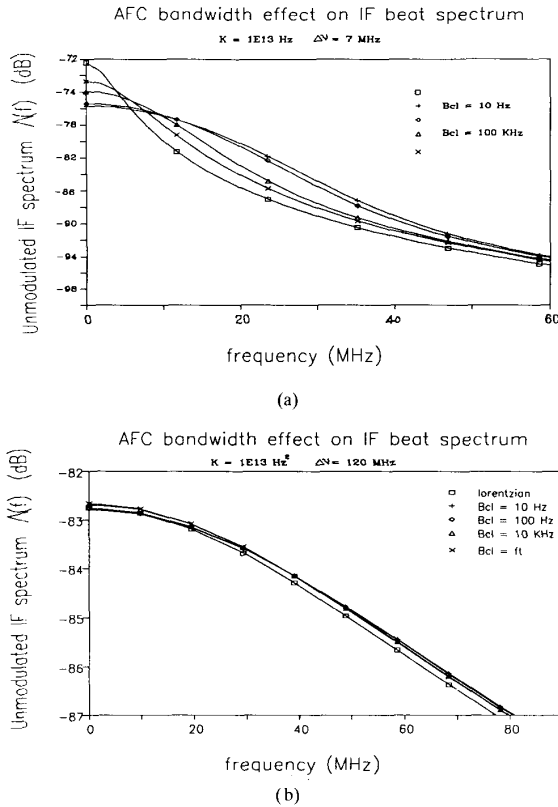 AFC bandwidth effect on IF beat spectrum
K = 1E13 Hz ΔV = 7 MHz
Unmodulated IF spectrum Λ(f) (dB)
-72
-74
-78
-82
-86
-90
-94
-98
Bcl = 10 Hz
Bcl = 100 KHz
0
20
40
60
frequency (MHz)
(a)
AFC bandwidth effect on IF beat spectrum
K = 1E13 Hz² ΔV = 120 MHz
Unmodulated IF spectrum Λ(f) (dB)
-82
-83
-84
-85
-86
-87
lorentzian
Bcl = 10 Hz
Bcl = 100 Hz
Bcl = 10 KHz
Bcl = ft
0
20
40
60
80
frequency (MHz)
(b)